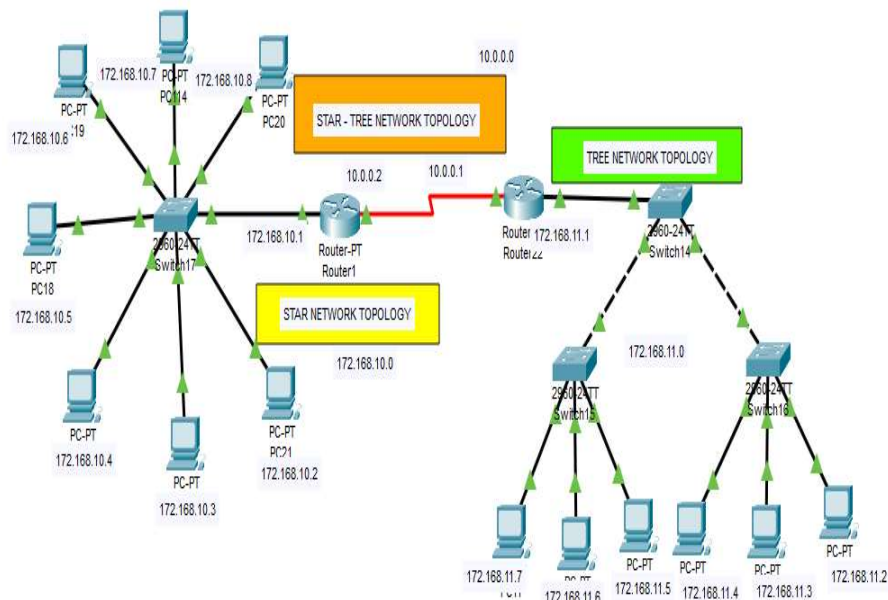 10.0.0.0
172.168.10.7
PC-PT
172.168.10.8
PC-PT
172.168.10.6
PC-PT
PC20
STAR - TREE NETWORK TOPOLOGY
TREE NETWORK TOPOLOGY
10.0.0.2
10.0.0.1
172.168.10.1
Router-PT
Router1
172.168.11.1
2960-24TT
Switch17
2960-24TT
Switch14
PC-PT
PC18
172.168.10.5
STAR NETWORK TOPOLOGY
172.168.10.0
172.168.11.0
2960-24TT
Switch15
2960-24TT
Switch16
PC-PT
172.168.10.4
PC-PT
172.168.10.3
PC-PT
PC21
172.168.10.2
PC-PT
172.168.11.7
PC-PT
172.168.11.6
PC-PT
172.168.11.5
PC-PT
172.168.11.4
PC-PT
172.168.11.3
PC-PT
172.168.11.2